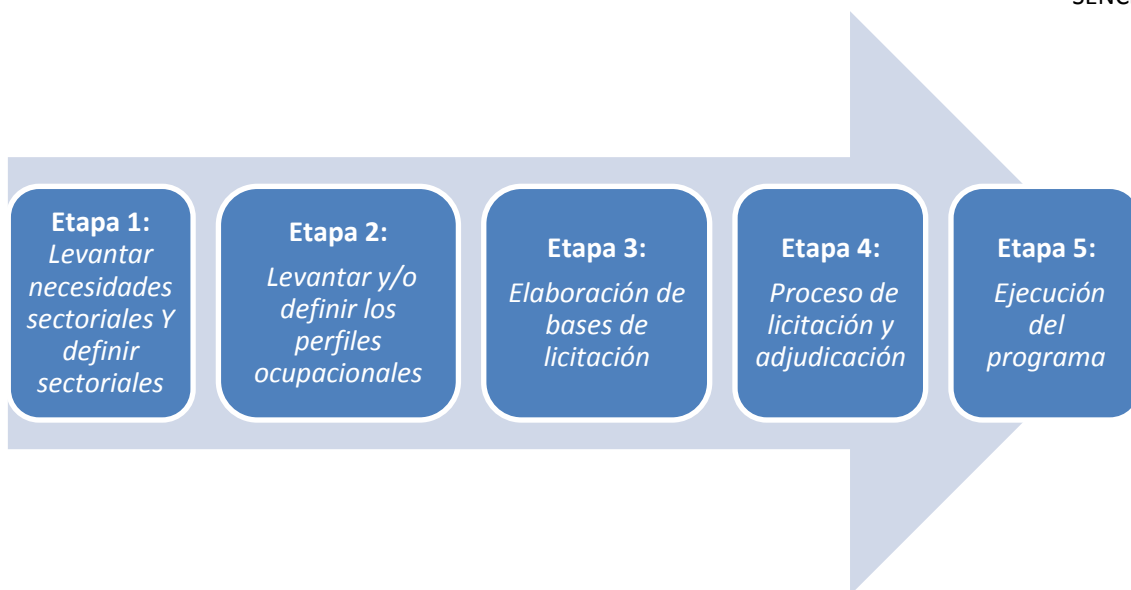 Etapa 1:
Levantar
necesidades
sectoriales Y
definir
sectoriales
Etapa 2:
Levantar y/o
definir los
perfiles
ocupacionales
Etapa 3:
Elaboración de
bases de
licitación
Etapa 4:
Proceso de
licitación y
adjudicación
Etapa 5:
Ejecución
del
programa